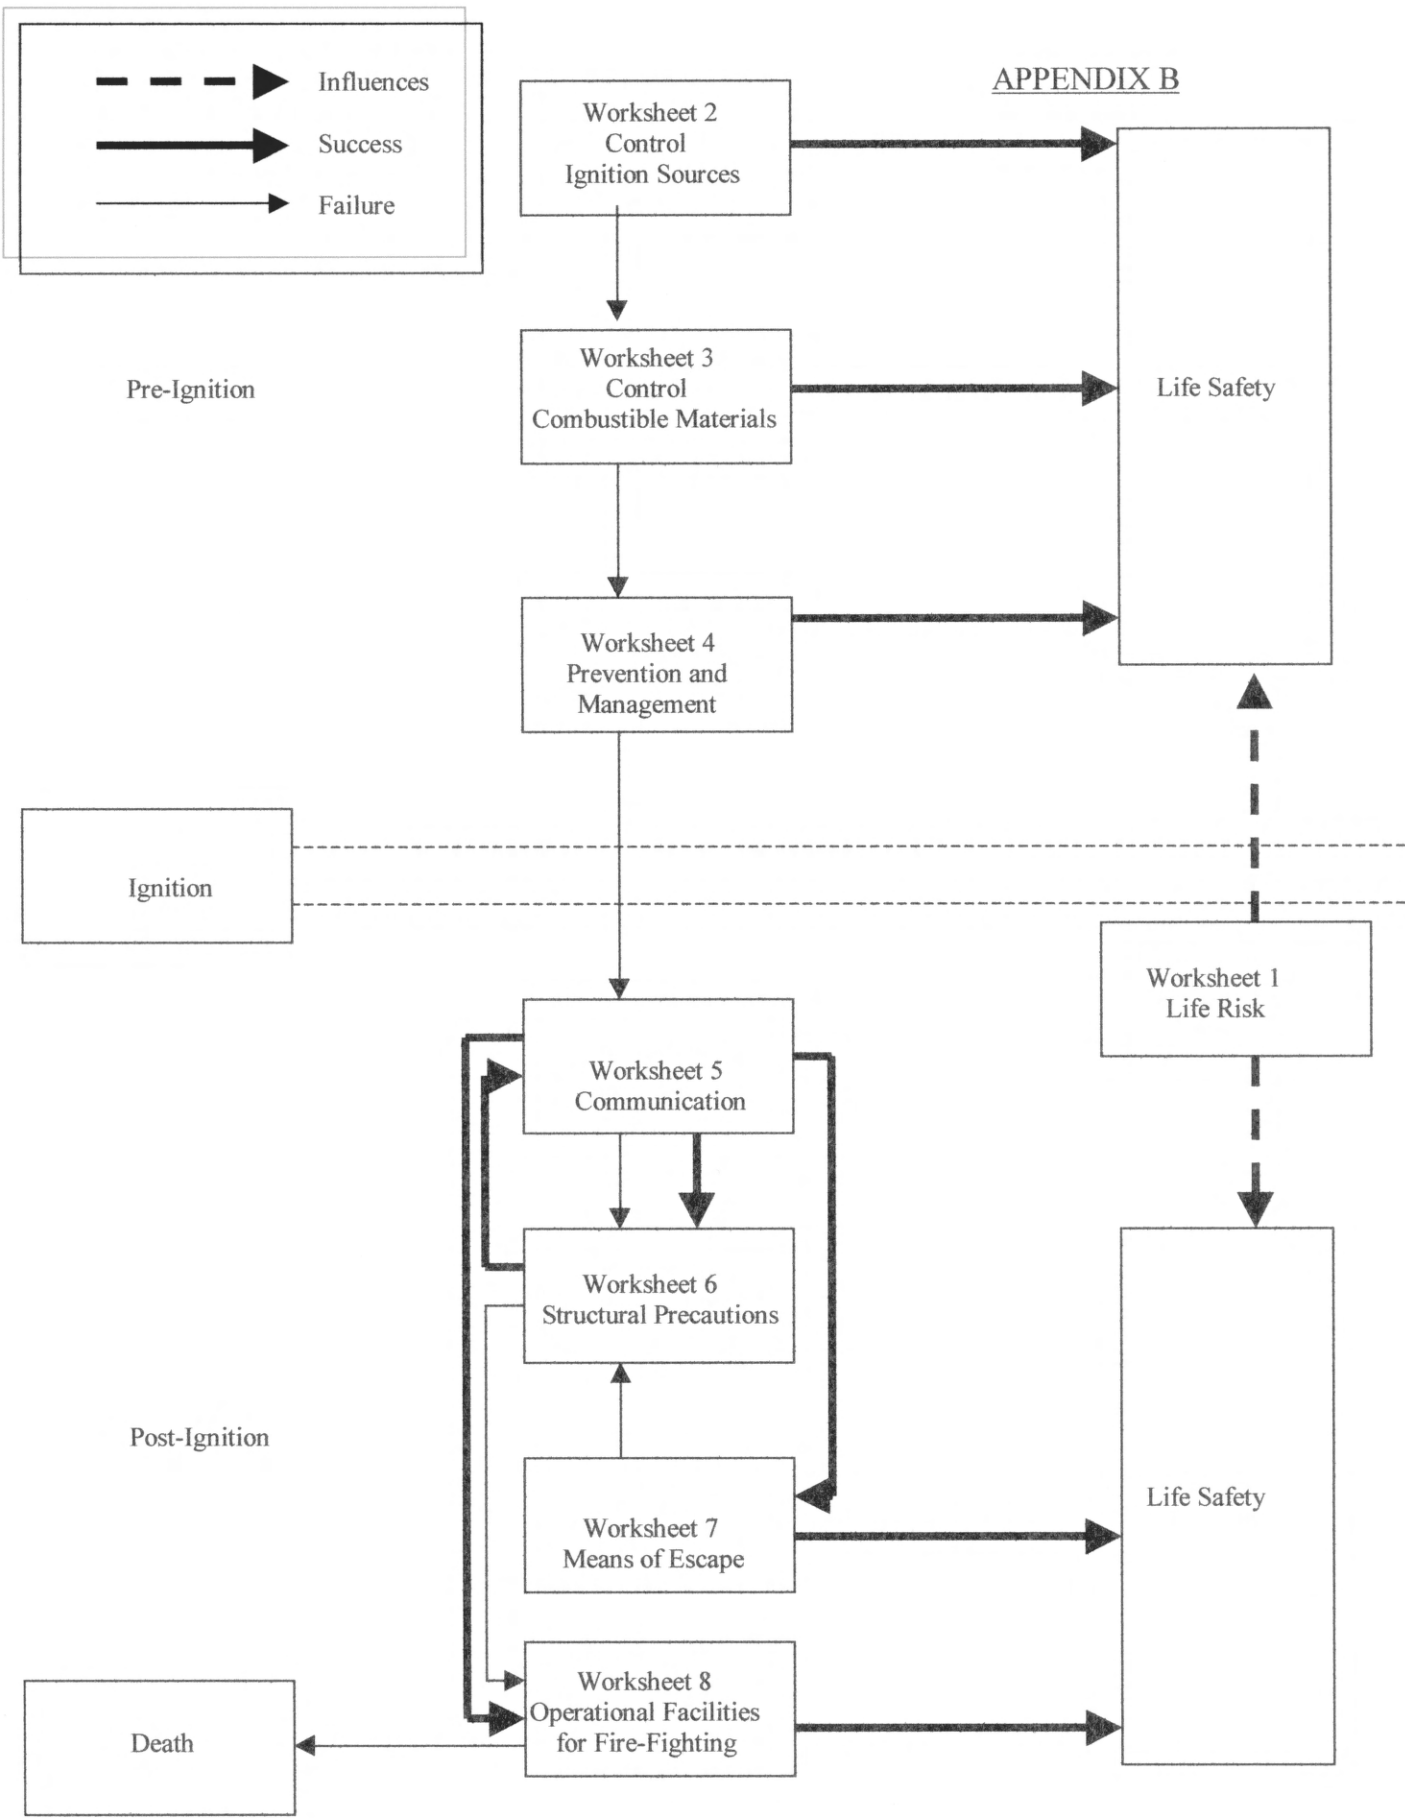 Influences
Success
Failure
APPENDIX B
Worksheet 2
Control
Ignition Sources
Pre-Ignition
Worksheet 3
Control
Combustible Materials
Life Safety
Worksheet 4
Prevention and
Management
Ignition
Worksheet 1
Life Risk
Worksheet 5
Communication
Worksheet 6
Structural Precautions
Post-Ignition
Worksheet 7
Means of Escape
Life Safety
Worksheet 8
Operational Facilities
for Fire-Fighting
Death